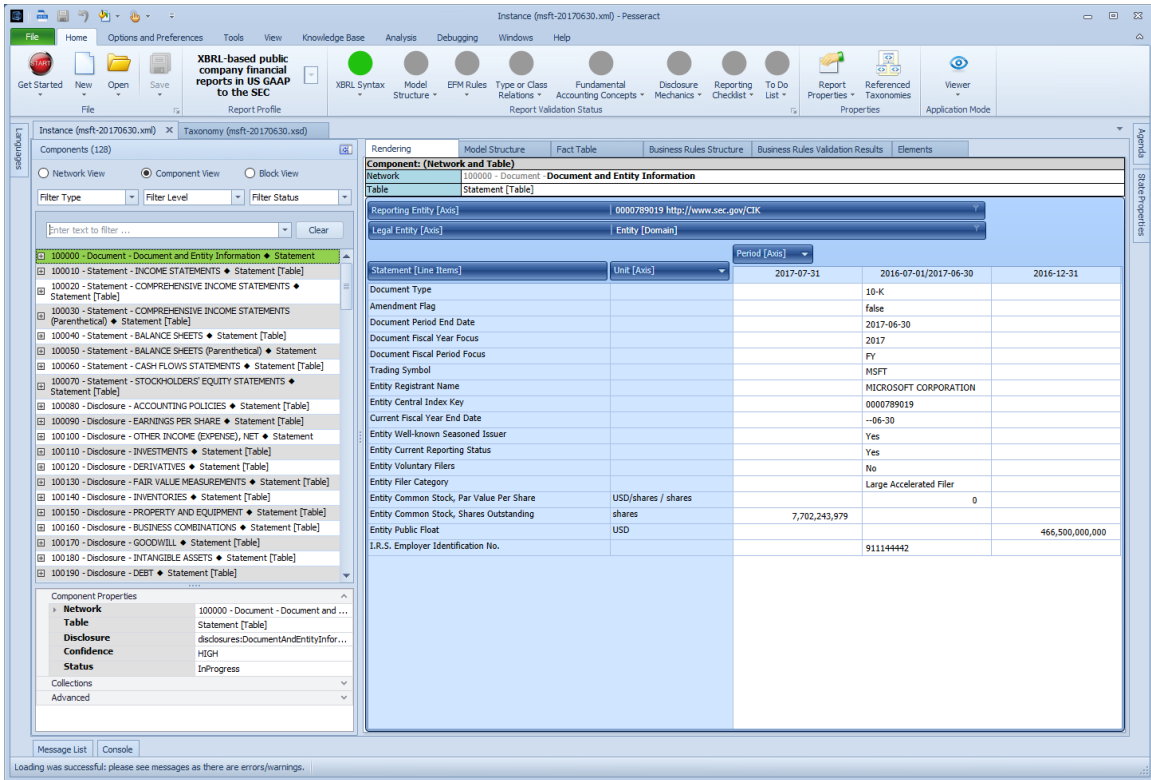 Instance (msft-20170630.xml) - Pesseract
File Home Options and Preferences Tools View Knowledge Base Analysis Debugging Windows Help
START
XBRL-based public company financial reports in US GAAP to the SEC
Get Started New Open Save
XBRL Syntax Model Structure EFM Rules Type or Class Relations Fundamental Accounting Concepts Disclosure Mechanics Reporting Checklist To Do List Report Properties Referenced Taxonomies Viewer
File Report Profile Report Validation Status Properties Application Mode
Languages
Instance (msft-20170630.xml) X Taxonomy (msft-20170630.xsd)
Agenda
State Properties
Components (128)
Network View Component View Block View
Filter Type Filter Level Filter Status
Enter text to filter ... Clear
100000 - Document - Document and Entity Information ◆ Statement
100010 - Statement - INCOME STATEMENTS ◆ Statement [Table]
100020 - Statement - COMPREHENSIVE INCOME STATEMENTS ◆
Statement [Table]
100030 - Statement - COMPREHENSIVE INCOME STATEMENTS
(Parenthetical) ◆ Statement [Table]
100040 - Statement - BALANCE SHEETS ◆ Statement [Table]
100050 - Statement - BALANCE SHEETS (Parenthetical) ◆ Statement
100060 - Statement - CASH FLOWS STATEMENTS ◆ Statement [Table]
100070 - Statement - STOCKHOLDERS' EQUITY STATEMENTS ◆
Statement [Table]
100080 - Disclosure - ACCOUNTING POLICIES ◆ Statement [Table]
100090 - Disclosure - EARNINGS PER SHARE ◆ Statement [Table]
100100 - Disclosure - OTHER INCOME (EXPENSE), NET ◆ Statement
100110 - Disclosure - INVESTMENTS ◆ Statement [Table]
100120 - Disclosure - DERIVATIVES ◆ Statement [Table]
100130 - Disclosure - FAIR VALUE MEASUREMENTS ◆ Statement [Table]
100140 - Disclosure - INVENTORIES ◆ Statement [Table]
100150 - Disclosure - PROPERTY AND EQUIPMENT ◆ Statement [Table]
100160 - Disclosure - BUSINESS COMBINATIONS ◆ Statement [Table]
100170 - Disclosure - GOODWILL ◆ Statement [Table]
100180 - Disclosure - INTANGIBLE ASSETS ◆ Statement [Table]
100190 - Disclosure - DEBT ◆ Statement [Table]
Component Properties
Network 100000 - Document - Document and ...
Table Statement [Table]
Disclosure disclosures:DocumentAndEntityInfor...
Confidence HIGH
Status InProgress
Collections
Advanced
Rendering Model Structure Fact Table Business Rules Structure Business Rules Validation Results Elements
Component: (Network and Table)
Network 100000 - Document - Document and Entity Information
Table Statement [Table]
Reporting Entity [Axis] 0000789019 http://www.sec.gov/CIK
Legal Entity [Axis] Entity [Domain]
Period [Axis]
Statement [Line Items] Unit [Axis] 2017-07-31 2016-07-01/2017-06-30 2016-12-31
Document Type 10-K
Amendment Flag false
Document Period End Date 2017-06-30
Document Fiscal Year Focus 2017
Document Fiscal Period Focus FY
Trading Symbol MSFT
Entity Registrant Name MICROSOFT CORPORATION
Entity Central Index Key 0000789019
Current Fiscal Year End Date --06-30
Entity Well-known Seasoned Issuer Yes
Entity Current Reporting Status Yes
Entity Voluntary Filers No
Entity Filer Category Large Accelerated Filer
Entity Common Stock, Par Value Per Share USD/shares / shares 0
Entity Common Stock, Shares Outstanding shares 7,702,243,979
Entity Public Float USD 466,500,000,000
I.R.S. Employer Identification No. 911144442
Message List Console
Loading was successful: please see messages as there are errors/warnings.